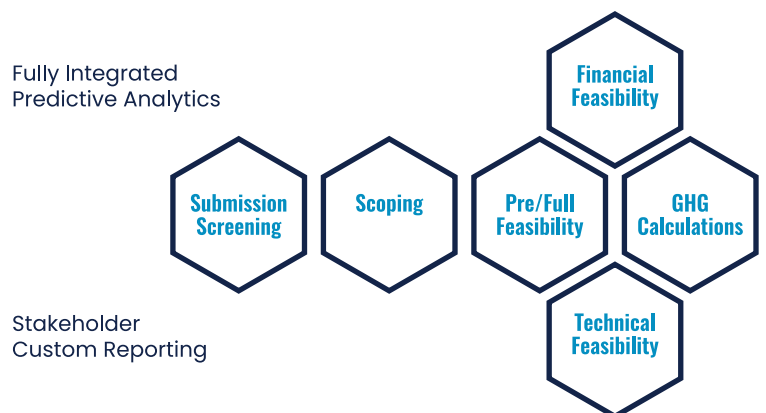 Fully Integrated
Predictive Analytics
Financial
Feasibility
Submission
Screening
Scoping
Pre/Full
Feasibility
GHG
Calculations
Stakeholder
Custom Reporting
Technical
Feasibility